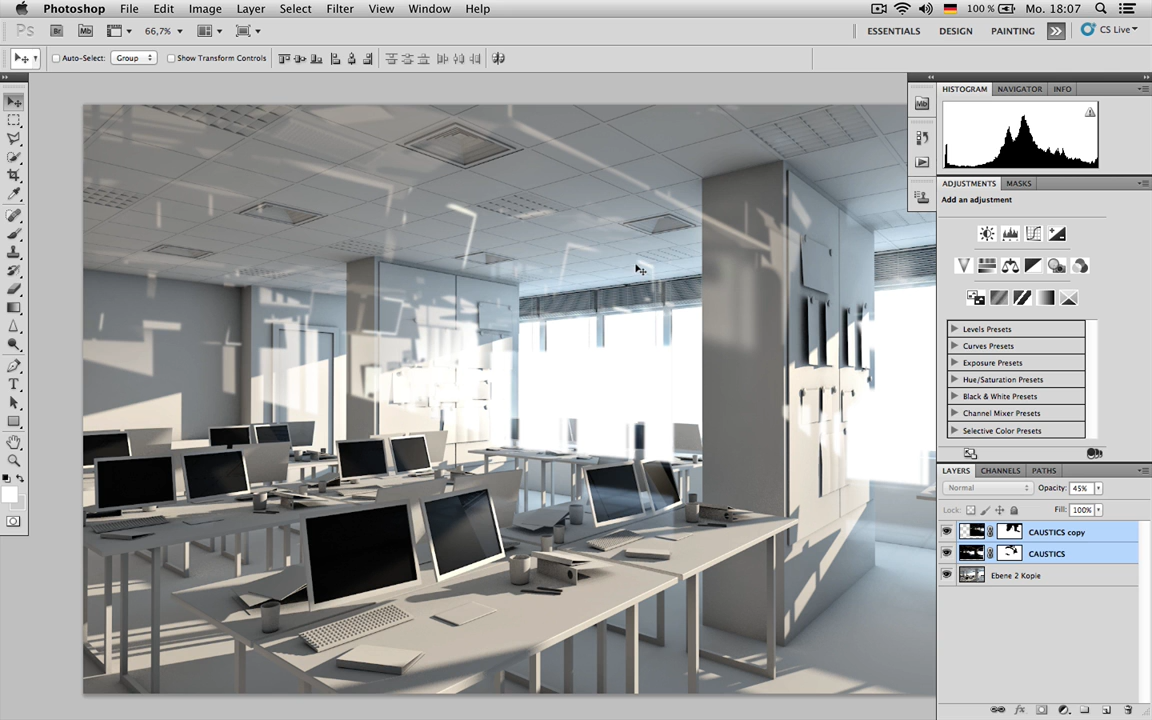 Photoshop File Edit Image Layer Select Filter View Window Help 100 % Mo. 18:07
Ps Br Mb 66,7% ESSENTIALS DESIGN PAINTING CS Live
Auto-Select: Group Show Transform Controls
HISTOGRAM NAVIGATOR INFO
Mb
ADJUSTMENTS MASKS
Add an adjustment
Levels Presets
Curves Presets
Exposure Presets
Hue/Saturation Presets
Black & White Presets
Channel Mixer Presets
Selective Color Presets
LAYERS CHANNELS PATHS
Normal Opacity: 45%
Lock: Fill: 100%
CAUSTICS copy
CAUSTICS
Ebene 2 Kopie